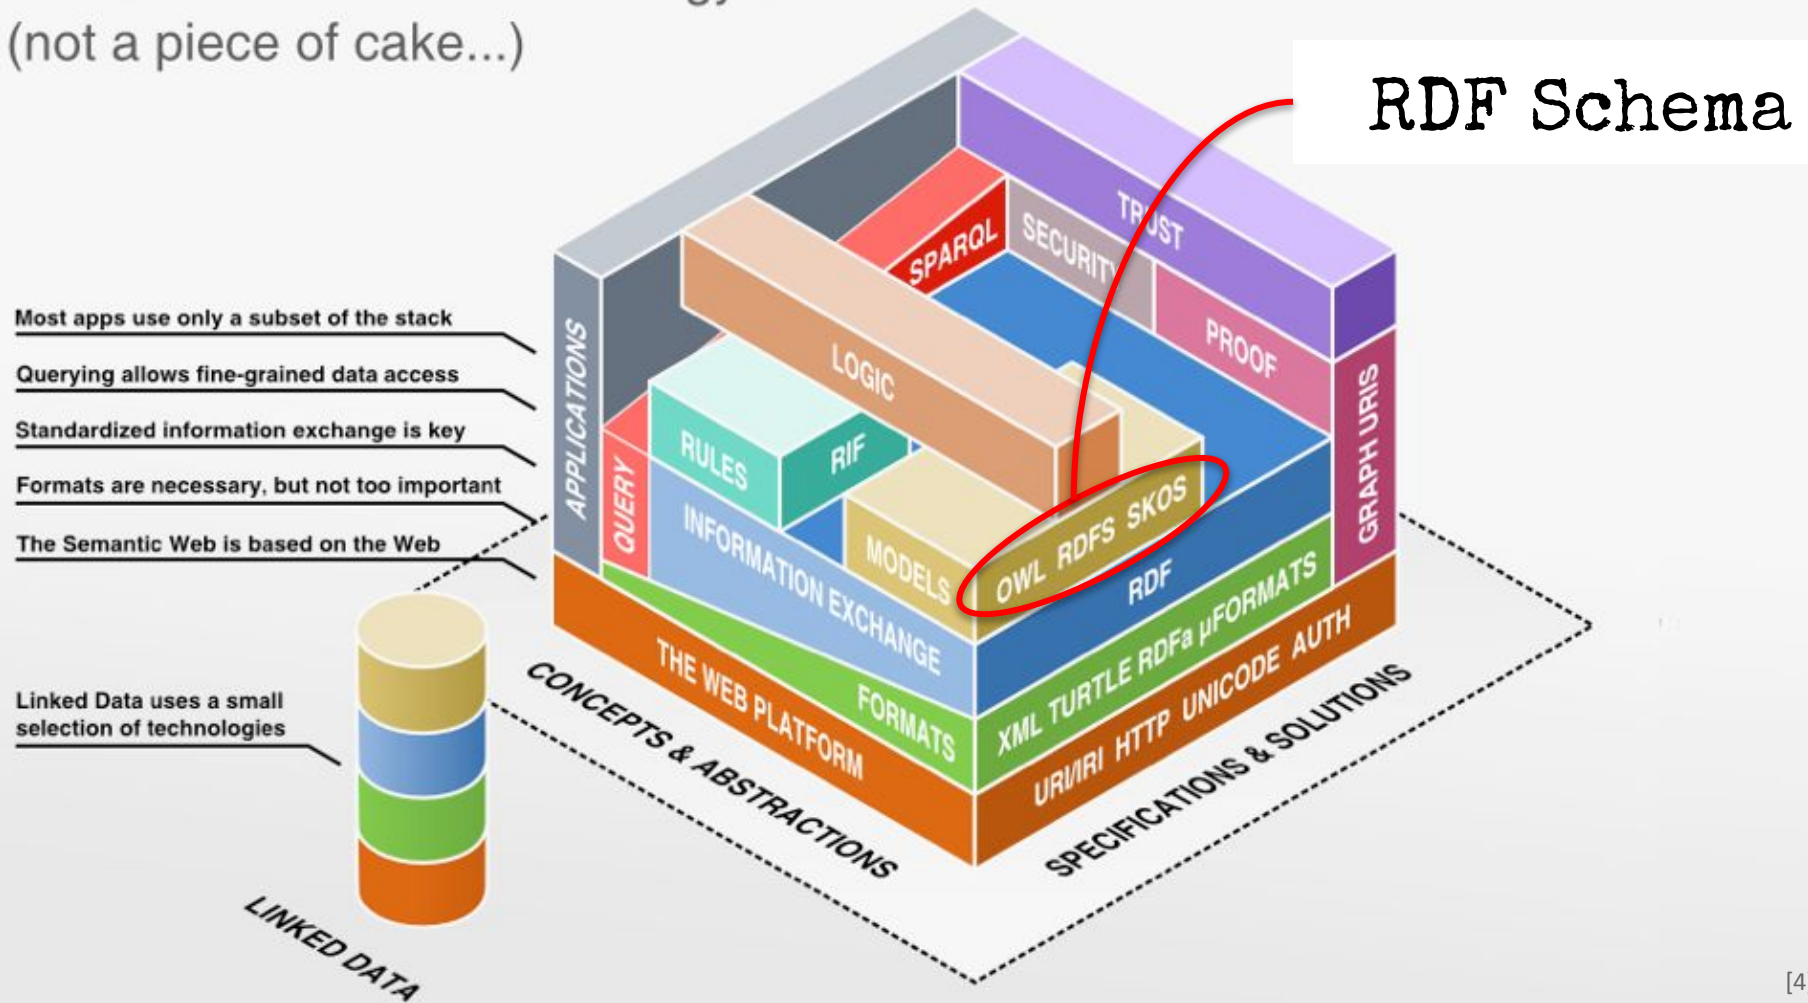 (not a piece of cake...)
RDF Schema
TRUST
SPARQL
SECURITY
PROOF
Most apps use only a subset of the stack
Querying allows fine-grained data access
Standardized information exchange is key
Formats are necessary, but not too important
The Semantic Web is based on the Web
APPLICATIONS
LOGIC
RULES
RIF
GRAPH URIS
QUERY
INFORMATION EXCHANGE
MODELS
OWL RDFS SKOS
RDF
THE WEB PLATFORM
FORMATS
XML TURTLE RDFa µFORMATS
URI/IRI HTTP UNICODE AUTH
CONCEPTS & ABSTRACTIONS
SPECIFICATIONS & SOLUTIONS
Linked Data uses a small
selection of technologies
LINKED DATA
[4